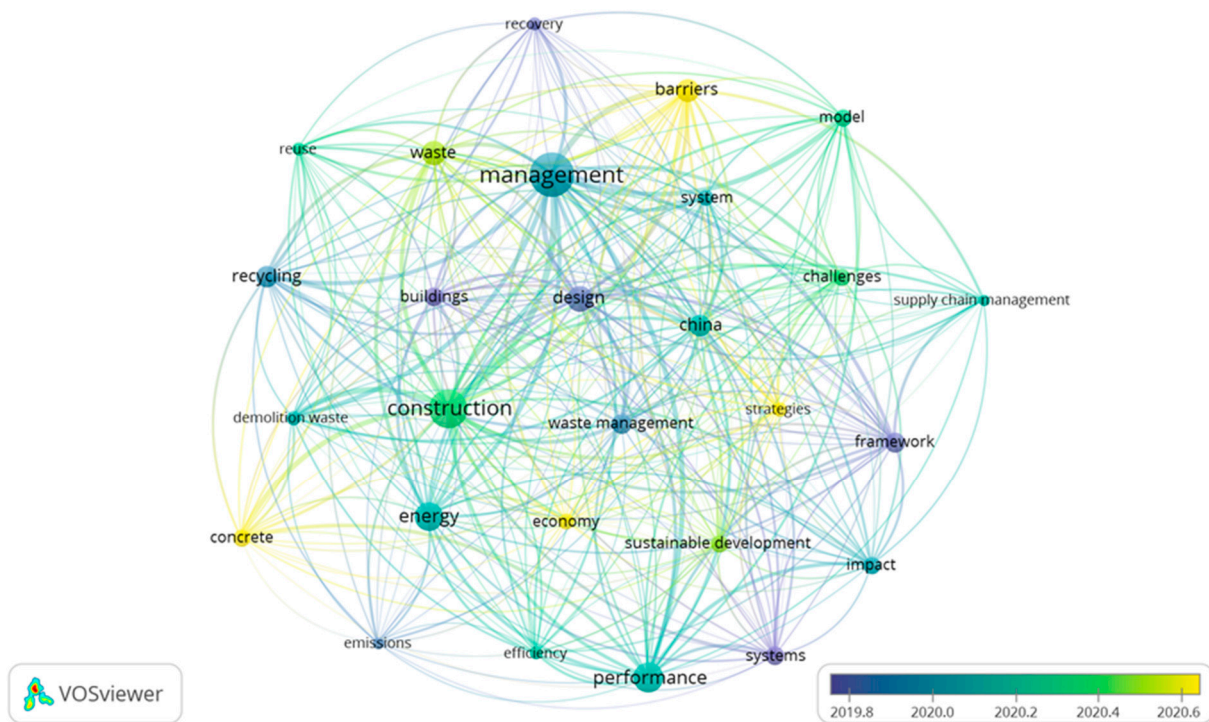 recovery
barriers
model
reuse
waste
management
system
recycling
buildings
design
challenges
supply chain management
china
demolition waste
construction
waste management
strategies
framework
concrete
energy
economy
sustainable development
impact
emissions
efficiency
performance
systems
VOSviewer
2019.8 2020.0 2020.2 2020.4 2020.6